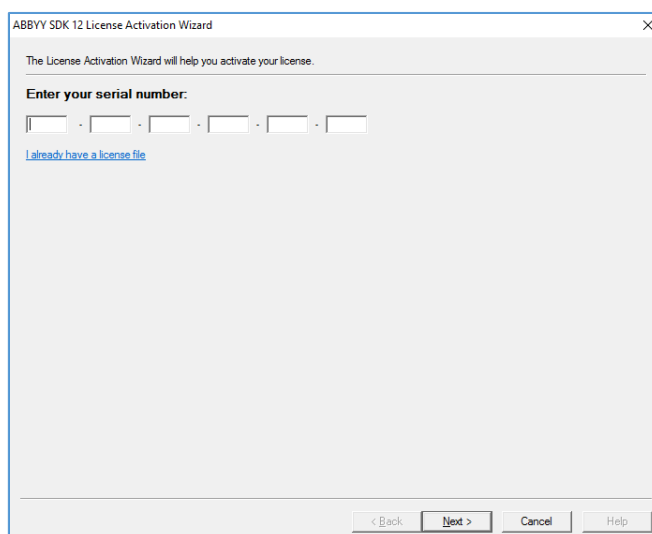 ABBYY SDK 12 License Activation Wizard
The License Activation Wizard will help you activate your license.
Enter your serial number:
- - - - -
I already have a license file
< Back Next > Cancel Help